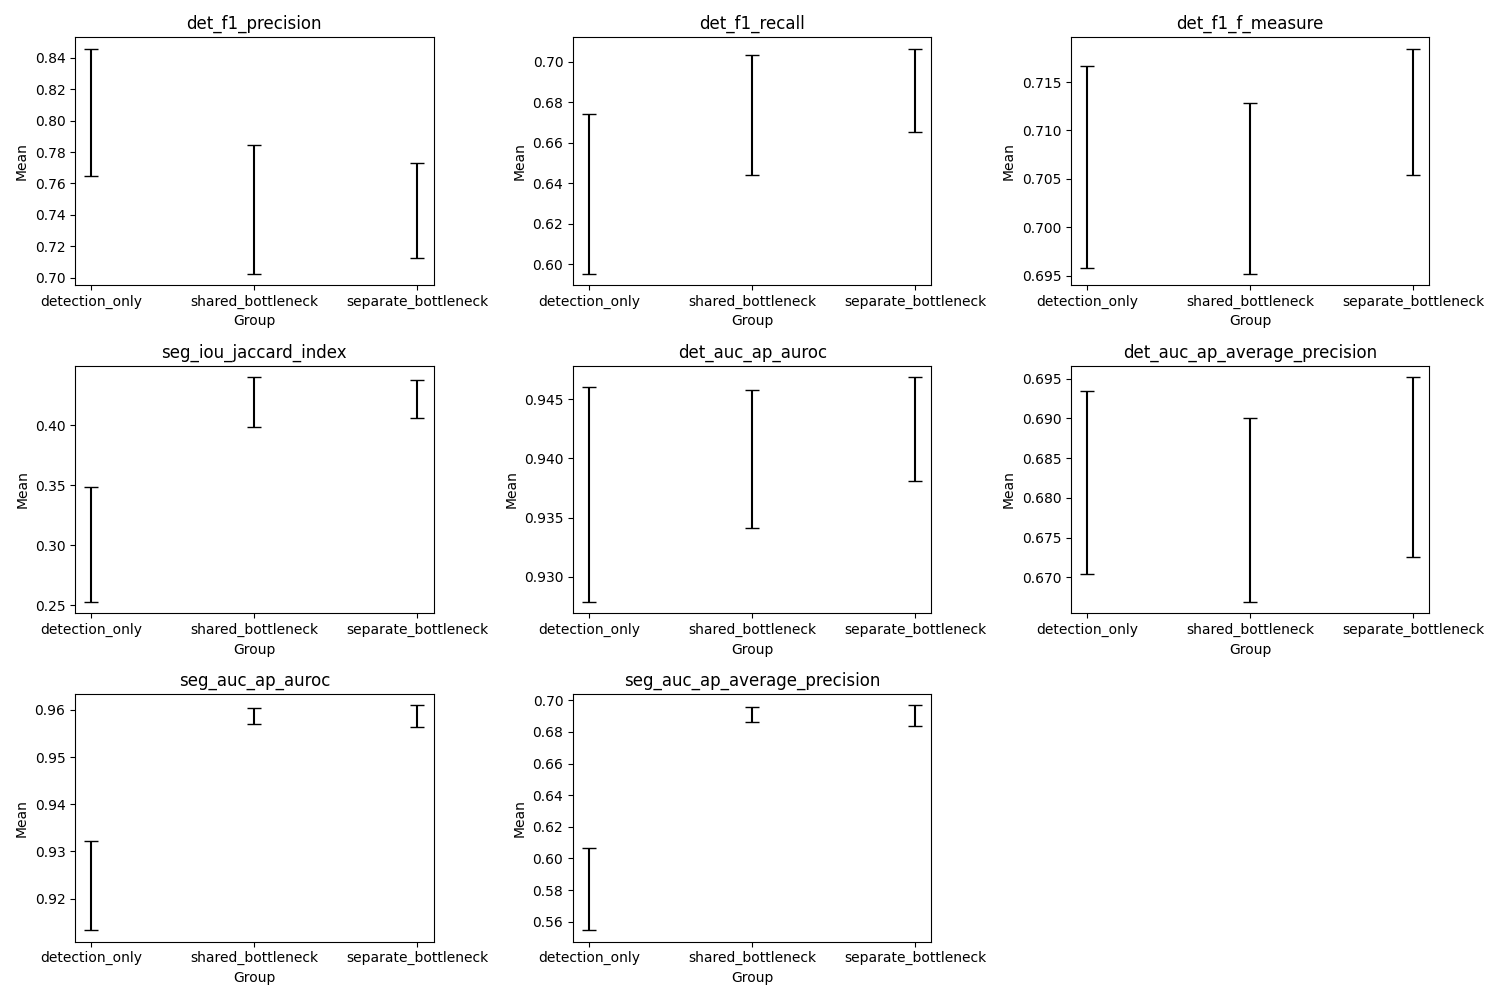 det_f1_precision
Mean
0.84
0.82
0.80
0.78
0.76
0.74
0.72
0.70
detection_only shared_bottleneck separate_bottleneck
Group
det_f1_recall
Mean
0.70
0.68
0.66
0.64
0.62
0.60
detection_only shared_bottleneck separate_bottleneck
Group
det_f1_f_measure
Mean
0.715
0.710
0.705
0.700
0.695
detection_only shared_bottleneck separate_bottleneck
Group
seg_iou_jaccard_index
Mean
0.40
0.35
0.30
0.25
detection_only shared_bottleneck separate_bottleneck
Group
det_auc_ap_auroc
Mean
0.945
0.940
0.935
0.930
detection_only shared_bottleneck separate_bottleneck
Group
det_auc_ap_average_precision
Mean
0.695
0.690
0.685
0.680
0.675
0.670
detection_only shared_bottleneck separate_bottleneck
Group
seg_auc_ap_auroc
Mean
0.96
0.95
0.94
0.93
0.92
detection_only shared_bottleneck separate_bottleneck
Group
seg_auc_ap_average_precision
Mean
0.70
0.68
0.66
0.64
0.62
0.60
0.58
0.56
detection_only shared_bottleneck separate_bottleneck
Group